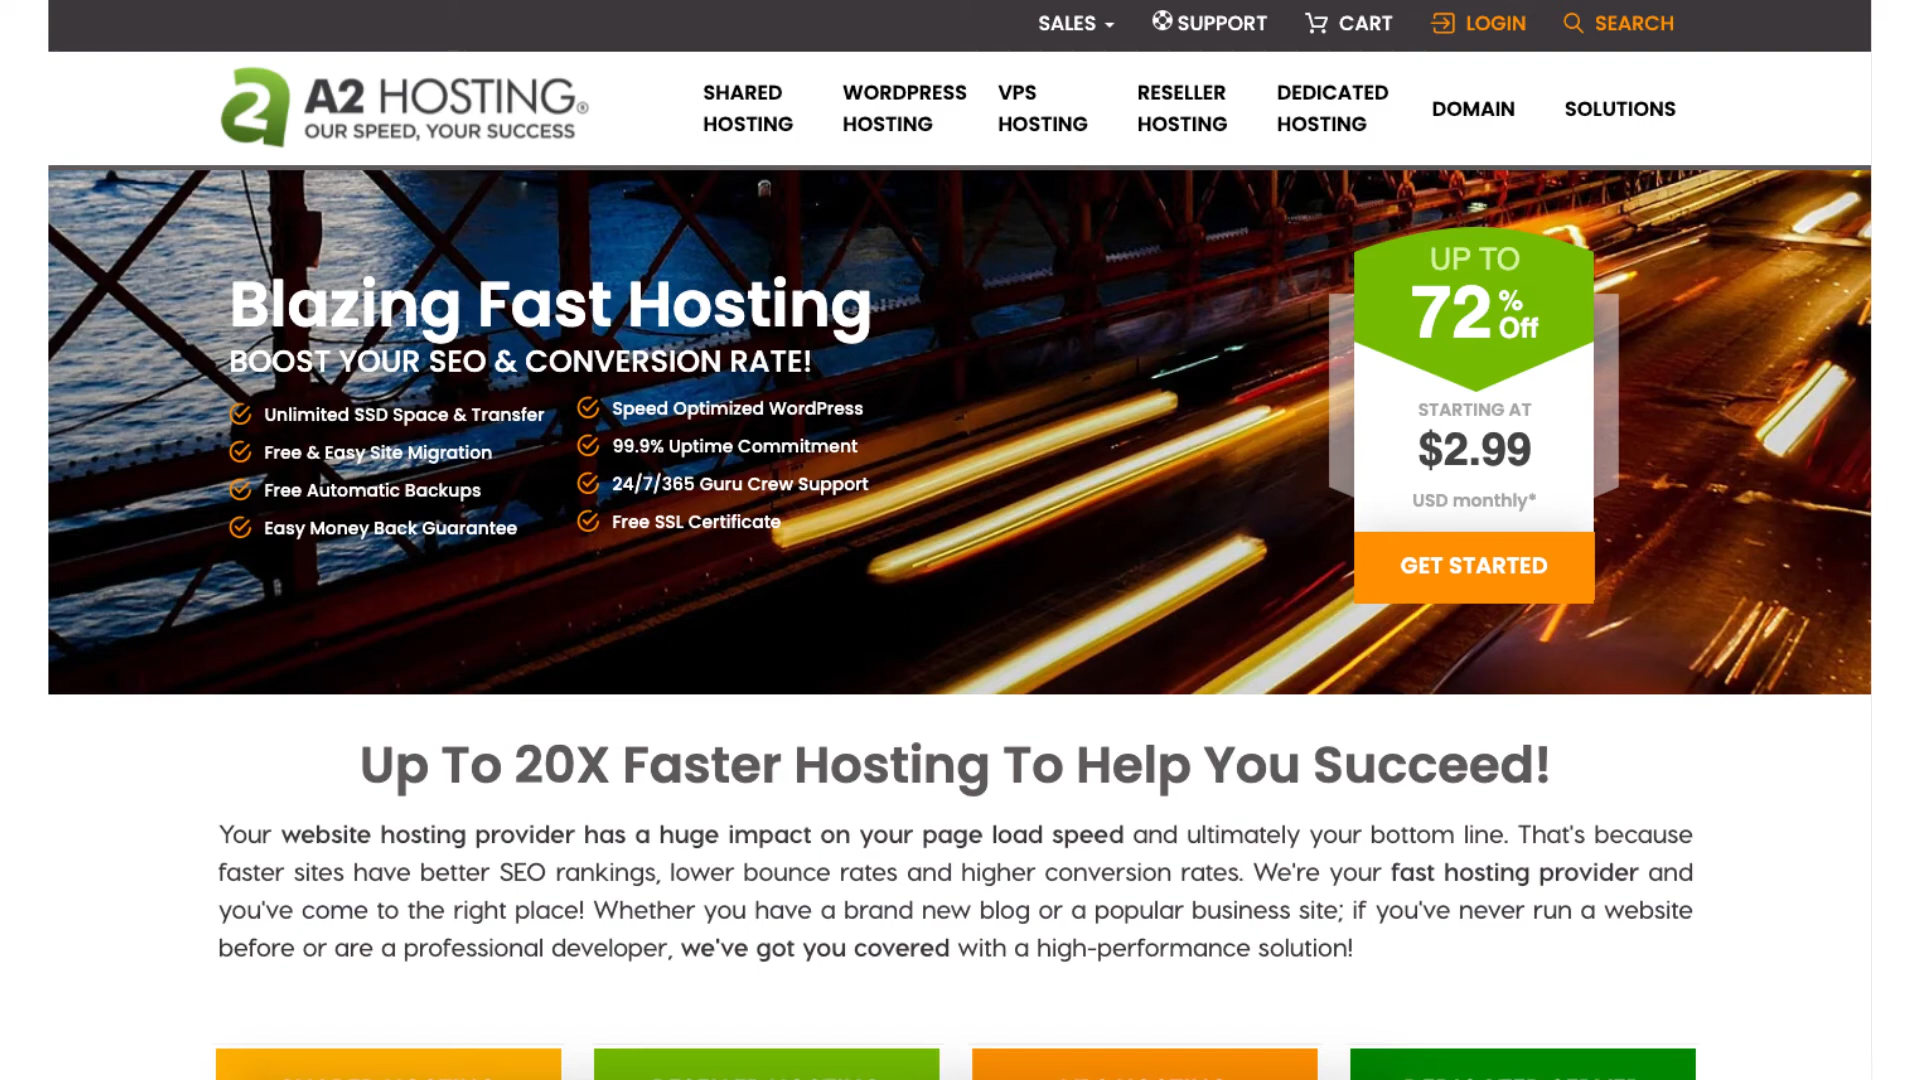 SALES SUPPORT CART LOGIN SEARCH
A2 HOSTING®
OUR SPEED, YOUR SUCCESS
SHARED HOSTING
WORDPRESS HOSTING
VPS HOSTING
RESELLER HOSTING
DEDICATED HOSTING
DOMAIN
SOLUTIONS
Blazing Fast Hosting
BOOST YOUR SEO & CONVERSION RATE!
Unlimited SSD Space & Transfer
Free & Easy Site Migration
Free Automatic Backups
Easy Money Back Guarantee
Speed Optimized WordPress
99.9% Uptime Commitment
24/7/365 Guru Crew Support
Free SSL Certificate
UP TO
72% Off
STARTING AT
$2.99
USD monthly*
GET STARTED
Up To 20X Faster Hosting To Help You Succeed!
Your website hosting provider has a huge impact on your page load speed and ultimately your bottom line. That's because
faster sites have better SEO rankings, lower bounce rates and higher conversion rates. We're your fast hosting provider and
you've come to the right place! Whether you have a brand new blog or a popular business site; if you've never run a website
before or are a professional developer, we've got you covered with a high-performance solution!